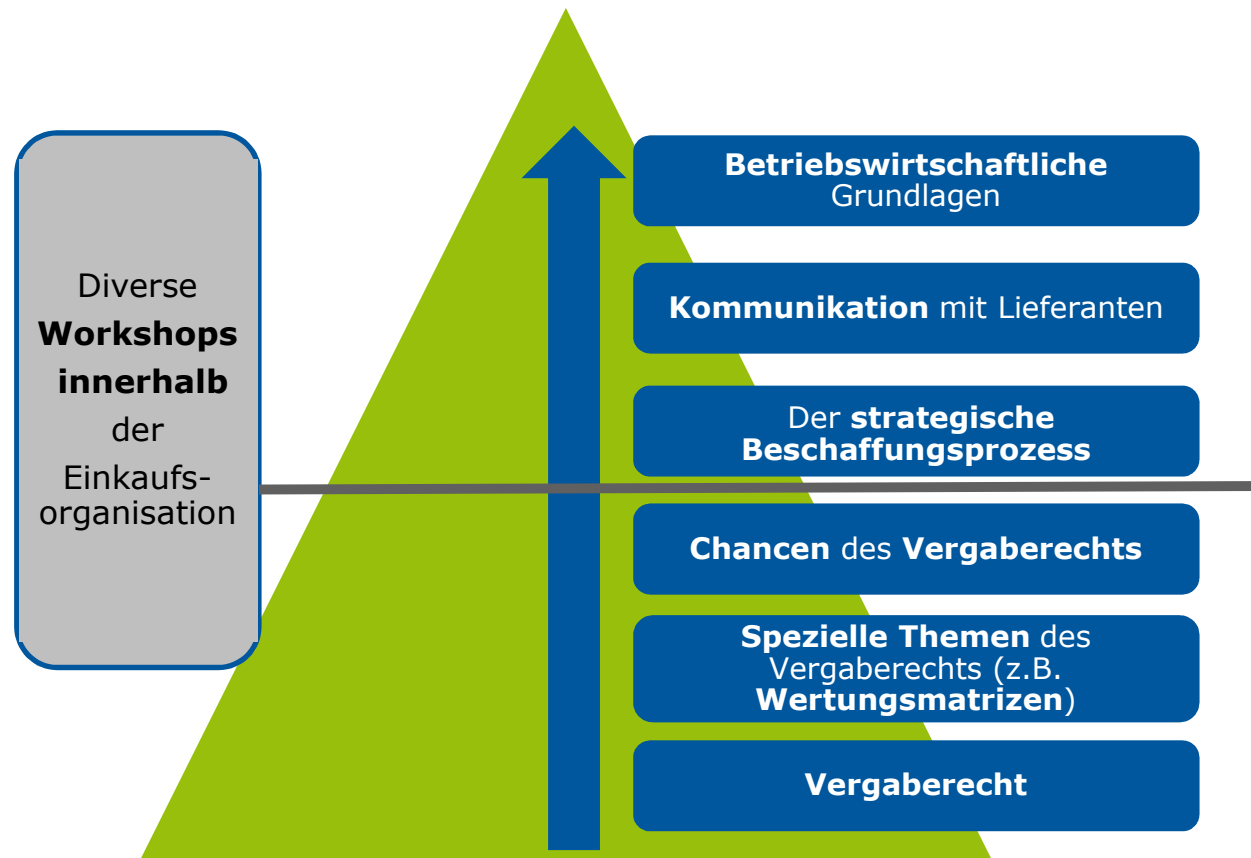 Diverse
Workshops
innerhalb
der
Einkaufs-
organisation
Betriebswirtschaftliche
Grundlagen
Kommunikation mit Lieferanten
Der strategische
Beschaffungsprozess
Chancen des Vergaberechts
Spezielle Themen des
Vergaberechts (z.B.
Wertungsmatrizen)
Vergaberecht